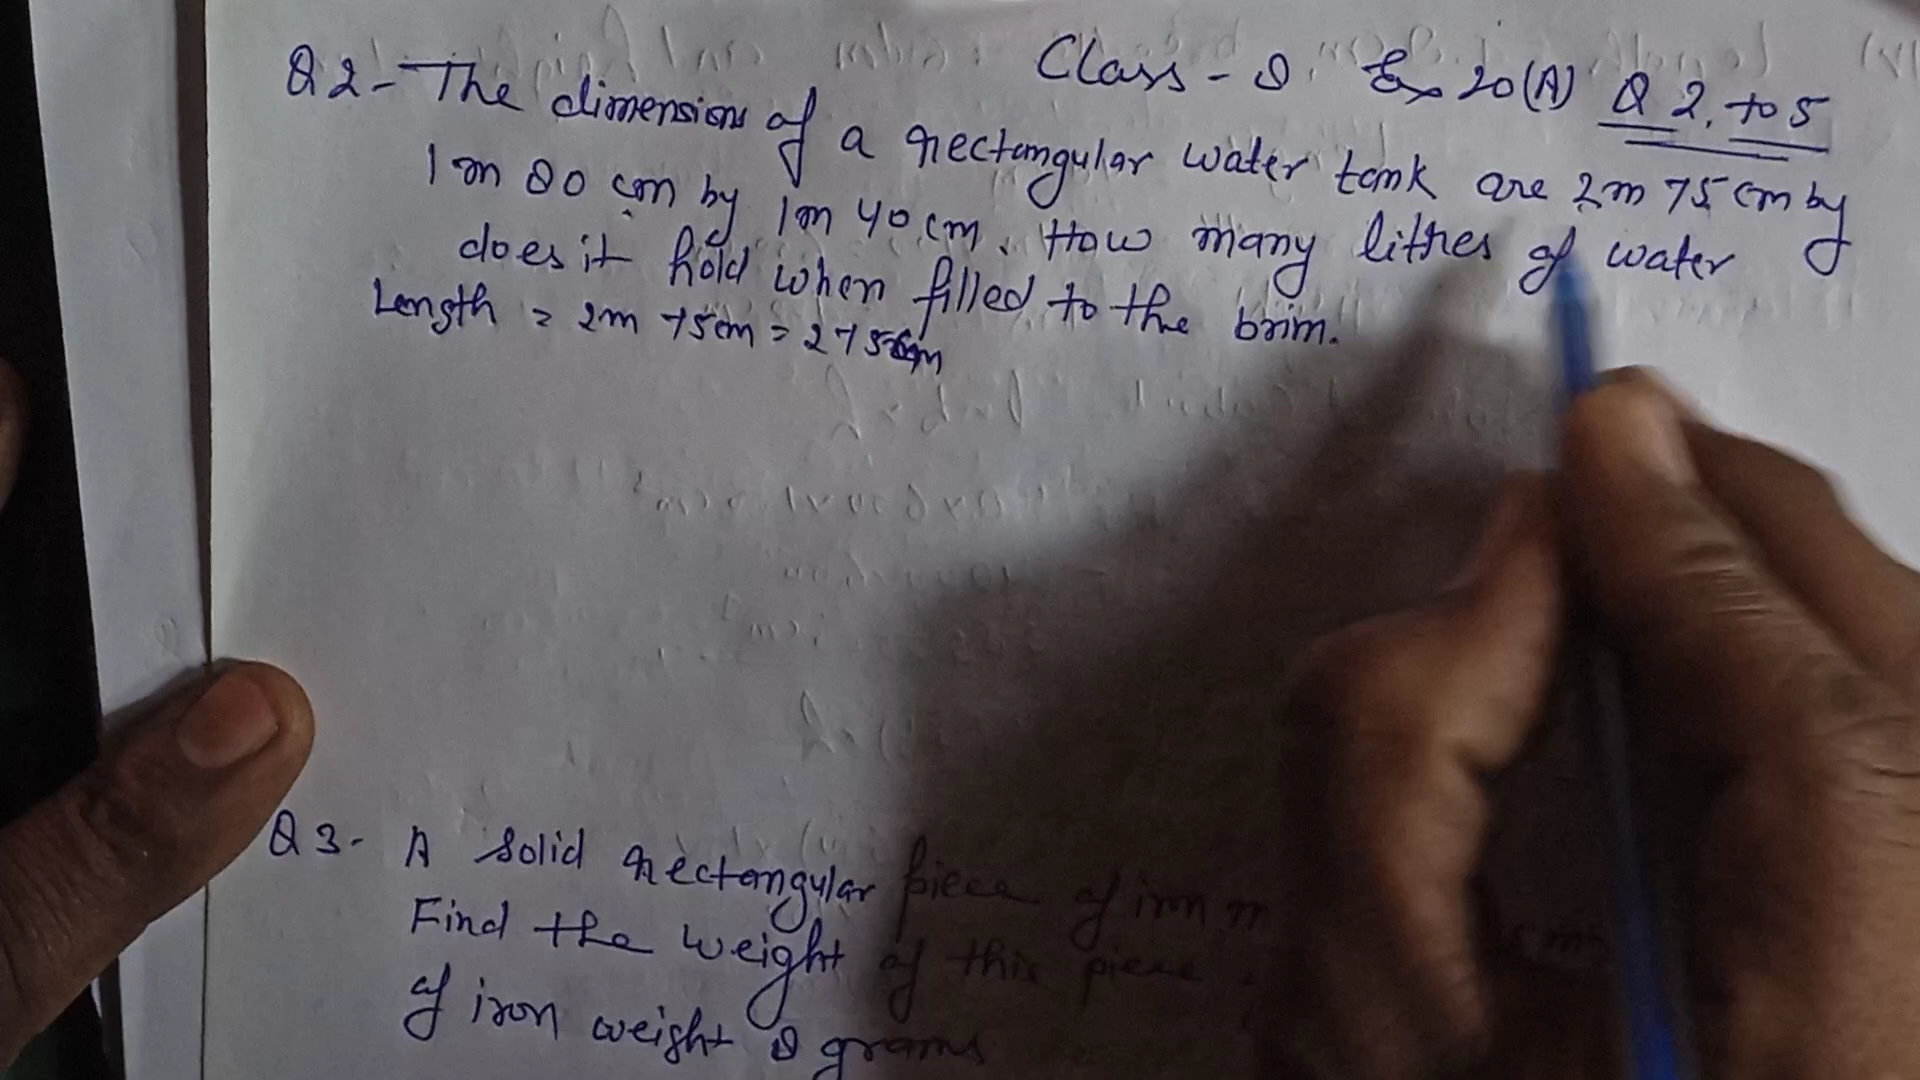 Class - 8 Ex 20(A) Q 2. to 5
Q2- The dimensions of a rectangular water tank are 2m 75 cm by
1m 80 cm by 1m 40 cm. How many litres of water
does it hold when filled to the brim.
Length = 2m 75cm = 275cm
Q3- A solid rectangular piece of iron m
Find the weight of this piece
of iron weight 8 grams